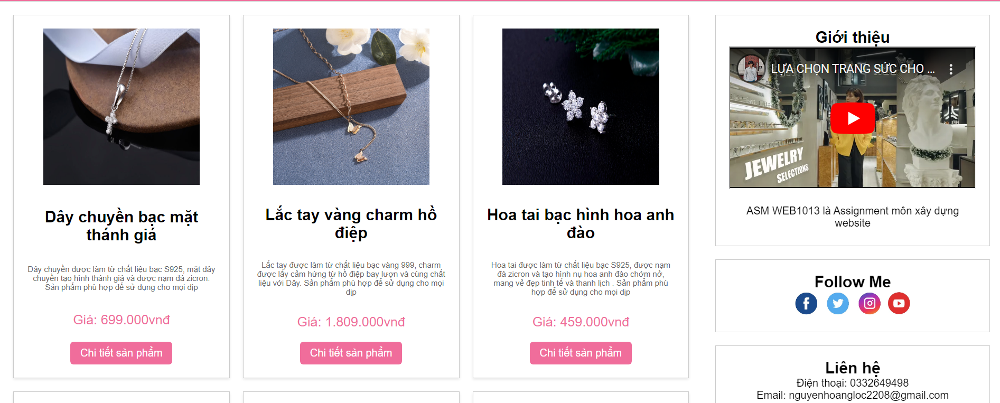 Dây chuyền bạc mặt
thánh giá
Dây chuyền được làm từ chất liệu bạc S925, mặt dây
chuyền tạo hình thánh giá và được nạm đá zicron.
Sản phẩm phù hợp để sử dụng cho mọi dịp
Giá: 699.000vnđ
Chi tiết sản phẩm
Lắc tay vàng charm hồ
điệp
Lắc tay được làm từ chất liệu bạc vàng 999, charm
được lấy cảm hứng từ hồ điệp bay lượn và cùng chất
liệu với Dây. Sản phẩm phù hợp để sử dụng cho mọi
dịp
Giá: 1.809.000vnđ
Chi tiết sản phẩm
Hoa tai bạc hình hoa anh
đào
Hoa tai được làm từ chất liệu bạc S925, được nạm
đá zicron và tạo hình nụ hoa anh đào chớm nở,
mang vẻ đẹp tinh tế và thanh lịch . Sản phẩm phù
hợp để sử dụng cho mọi dịp
Giá: 459.000vnđ
Chi tiết sản phẩm
Giới thiệu
LỰA CHỌN TRANG SỨC CHO ...
JEWELRY
SELECTIONS
ASM WEB1013 là Assignment môn xây dựng
website
Follow Me
Liên hệ
Điện thoại: 0332649498
Email: nguyenhoangloc2208@gmail.com